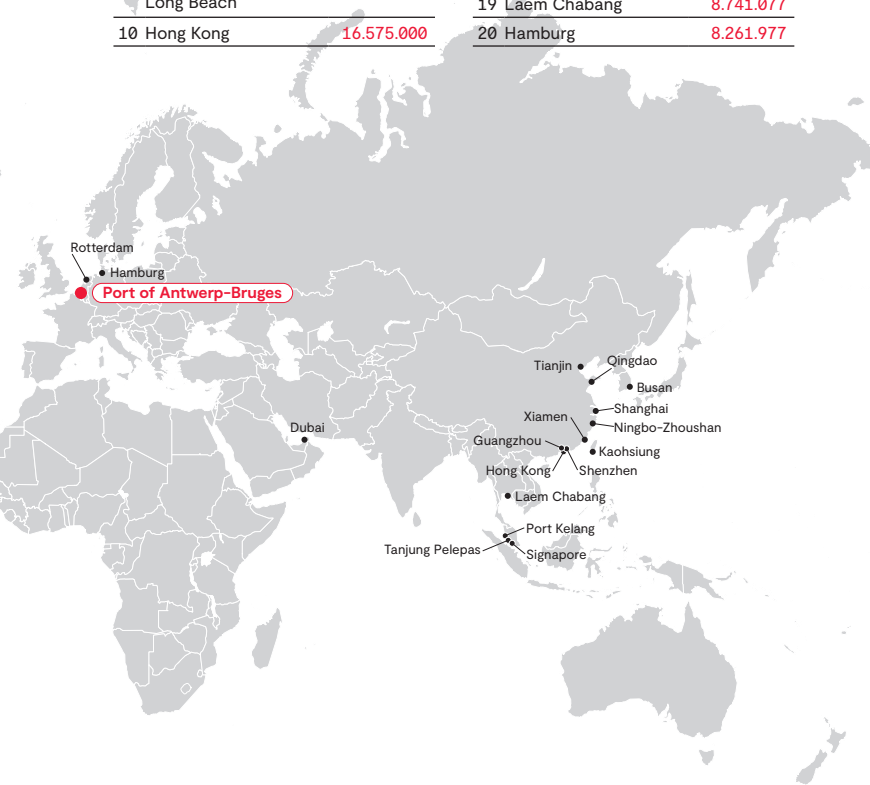 Long Beach
10 Hong Kong 16.575.000
19 Laem Chabang 8.741.077
20 Hamburg 8.261.977
Rotterdam
Hamburg
Port of Antwerp-Bruges
Tianjin
Qingdao
Busan
Shanghai
Xiamen
Ningbo-Zhoushan
Dubai
Guangzhou
Kaohsiung
Hong Kong
Shenzhen
Laem Chabang
Port Kelang
Tanjung Pelepas
Signapore